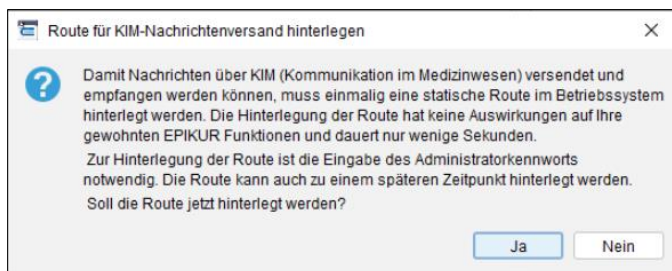 Route für KIM-Nachrichtenversand hinterlegen
Damit Nachrichten über KIM (Kommunikation im Medizinwesen) versendet und
empfangen werden können, muss einmalig eine statische Route im Betriebssystem
hinterlegt werden. Die Hinterlegung der Route hat keine Auswirkungen auf Ihre
gewohnten EPIKUR Funktionen und dauert nur wenige Sekunden.
Zur Hinterlegung der Route ist die Eingabe des Administratorkennworts
notwendig. Die Route kann auch zu einem späteren Zeitpunkt hinterlegt werden.
Soll die Route jetzt hinterlegt werden?
Ja Nein